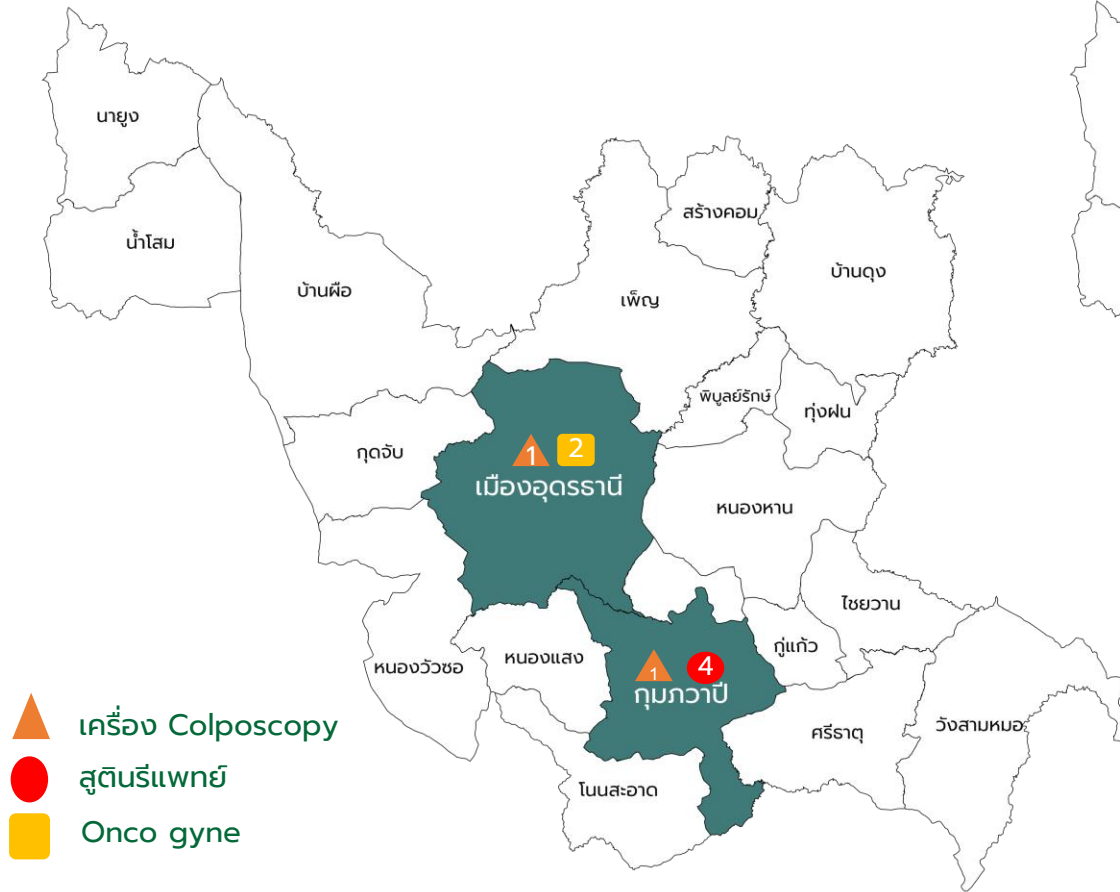 นายูง
น้ำโสม
บ้านผือ
สร้างคอม
เพ็ญ
บ้านดุง
พิบูลย์รักษ์
ทุ่งฝน
กุดจับ
1 2
เมืองอุดรธานี
หนองหาน
ไชยวาน
กู่แก้ว
หนองวัวซอ
หนองแสง
1 4
กุมภวาปี
ศรีธาตุ
วังสามหมอ
โนนสะอาด
เครื่อง Colposcopy
สูตินรีแพทย์
Onco gyne